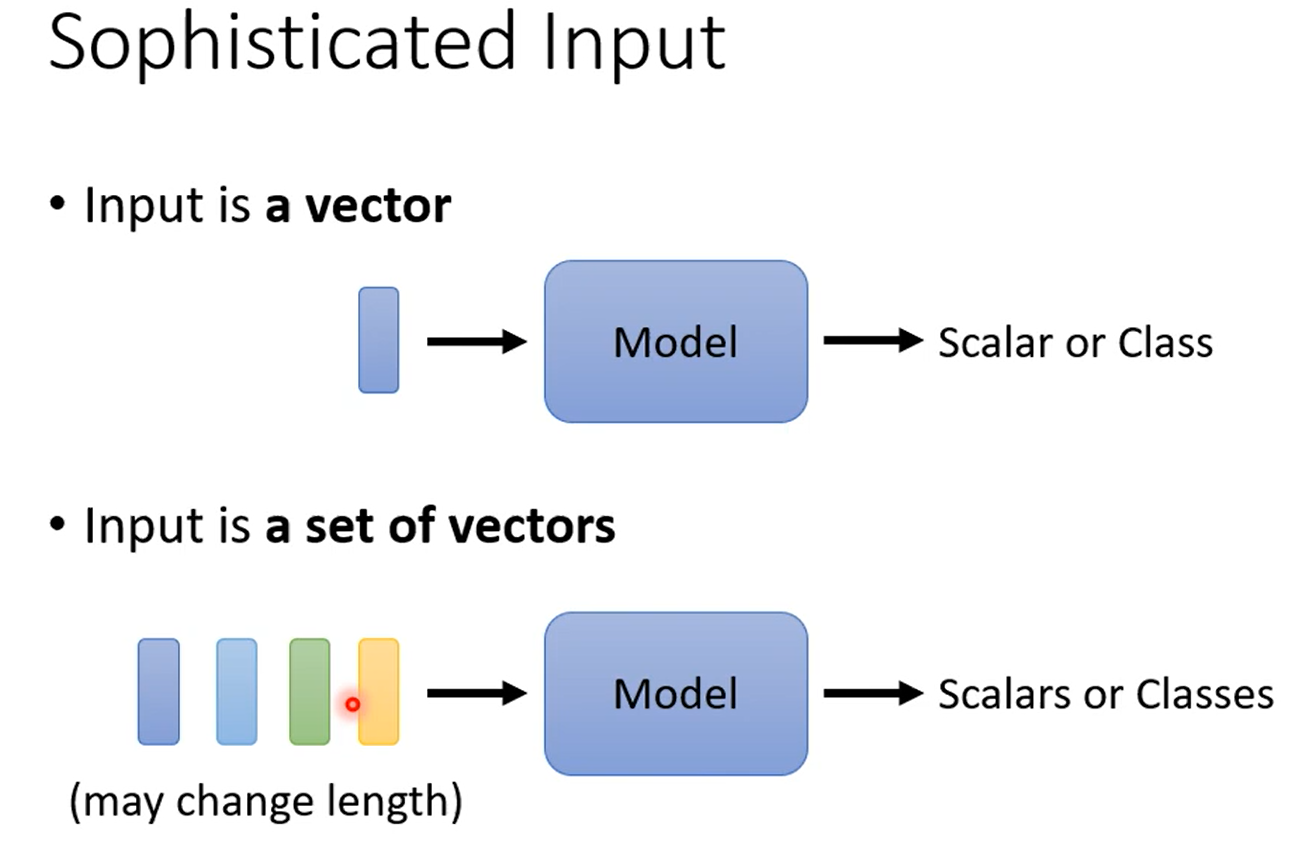 Sophisticated Input
• Input is a vector
Model
Scalar or Class
• Input is a set of vectors
Model
Scalars or Classes
(may change length)